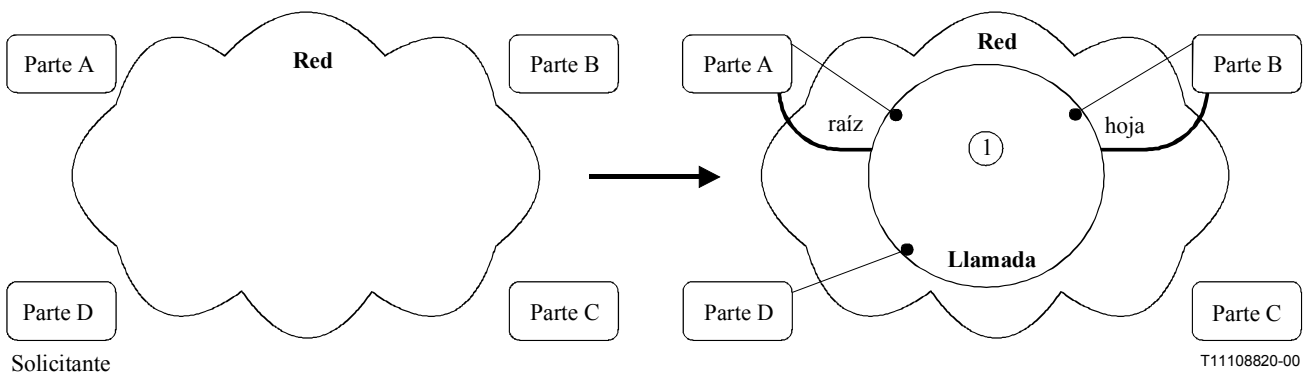 Parte A
Red
Parte B
Parte D
Parte C
Solicitante
Parte A
Red
Parte B
raíz
1
hoja
Llamada
Parte D
Parte C
T11108820-00